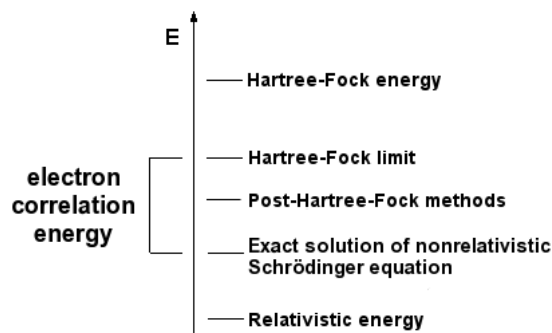 E
Hartree-Fock energy
Hartree-Fock limit
electron
correlation
energy
Post-Hartree-Fock methods
Exact solution of nonrelativistic
Schrödinger equation
Relativistic energy